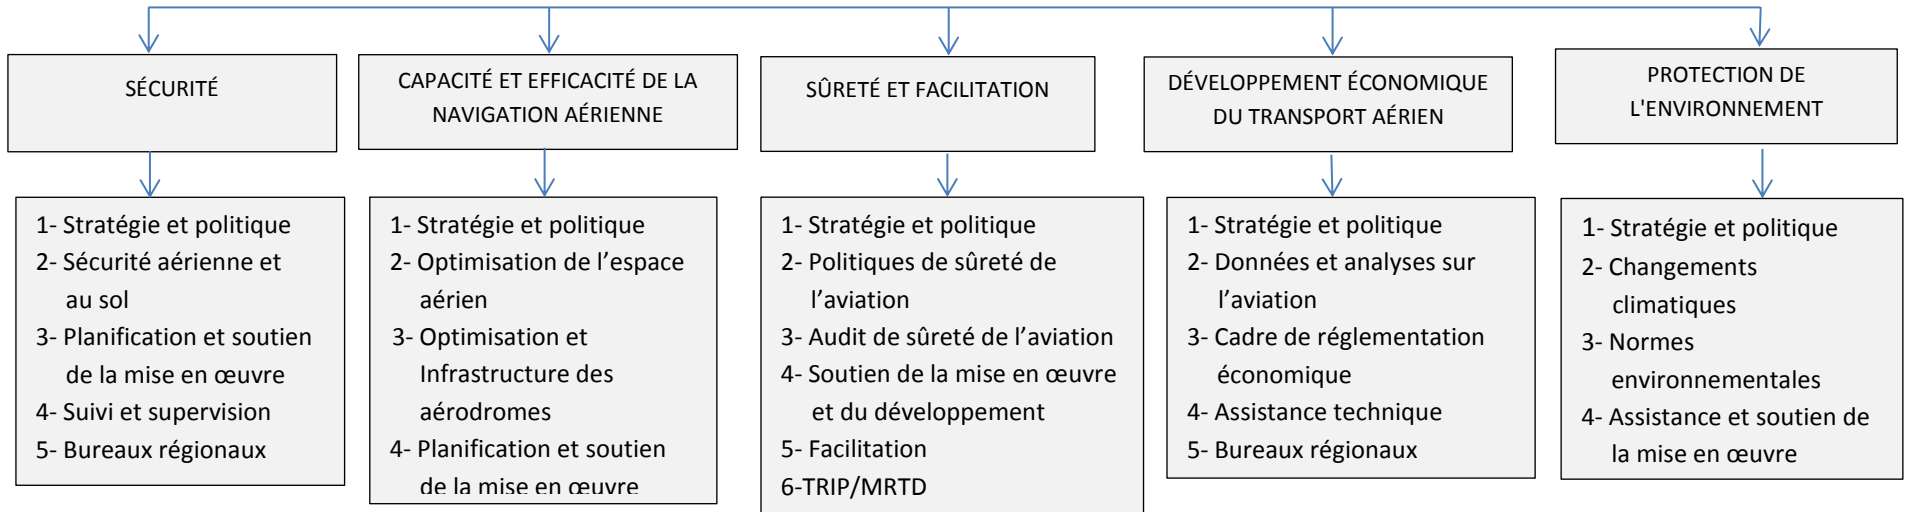 SÉCURITÉ
CAPACITÉ ET EFFICACITÉ DE LA
NAVIGATION AÉRIENNE
SÛRETÉ ET FACILITATION
DÉVELOPPEMENT ÉCONOMIQUE
DU TRANSPORT AÉRIEN
PROTECTION DE
L'ENVIRONNEMENT
1- Stratégie et politique
2- Sécurité aérienne et
au sol
3- Planification et soutien
de la mise en œuvre
4- Suivi et supervision
5- Bureaux régionaux
1- Stratégie et politique
2- Optimisation de l’espace
aérien
3- Optimisation et
Infrastructure des
aérodromes
4- Planification et soutien
de la mise en œuvre
1- Stratégie et politique
2- Politiques de sûreté de
l’aviation
3- Audit de sûreté de l’aviation
4- Soutien de la mise en œuvre
et du développement
5- Facilitation
6-TRIP/MRTD
1- Stratégie et politique
2- Données et analyses sur
l’aviation
3- Cadre de réglementation
économique
4- Assistance technique
5- Bureaux régionaux
1- Stratégie et politique
2- Changements
climatiques
3- Normes
environnementales
4- Assistance et soutien de
la mise en œuvre